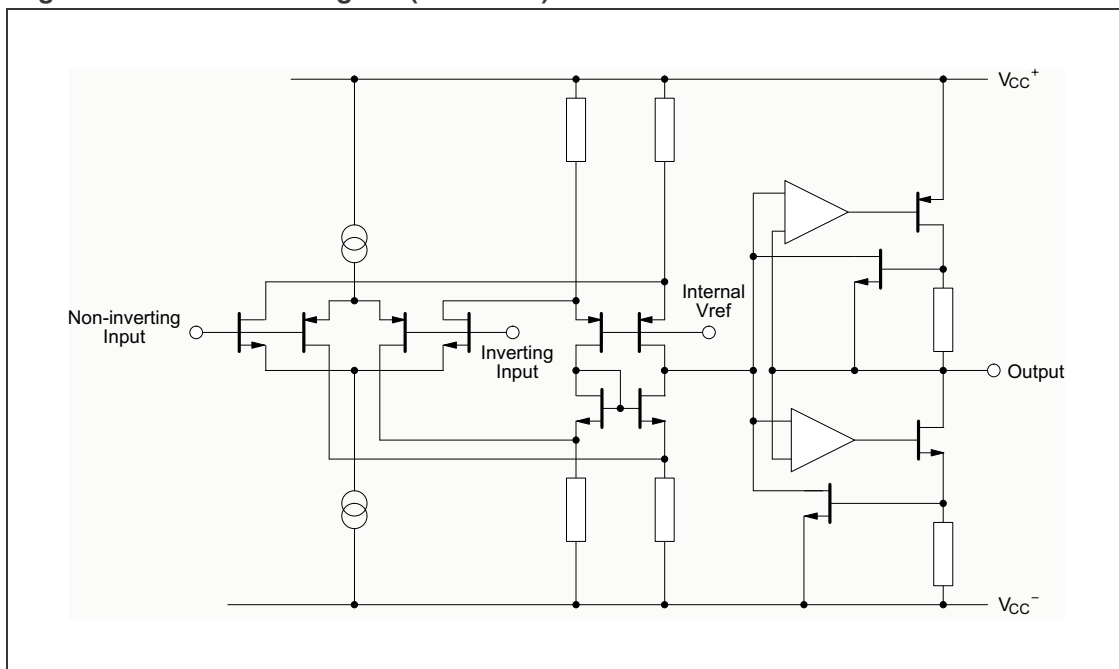 V_CC^+
Non-inverting
Input
Inverting
Input
Internal
Vref
Output
V_CC^-